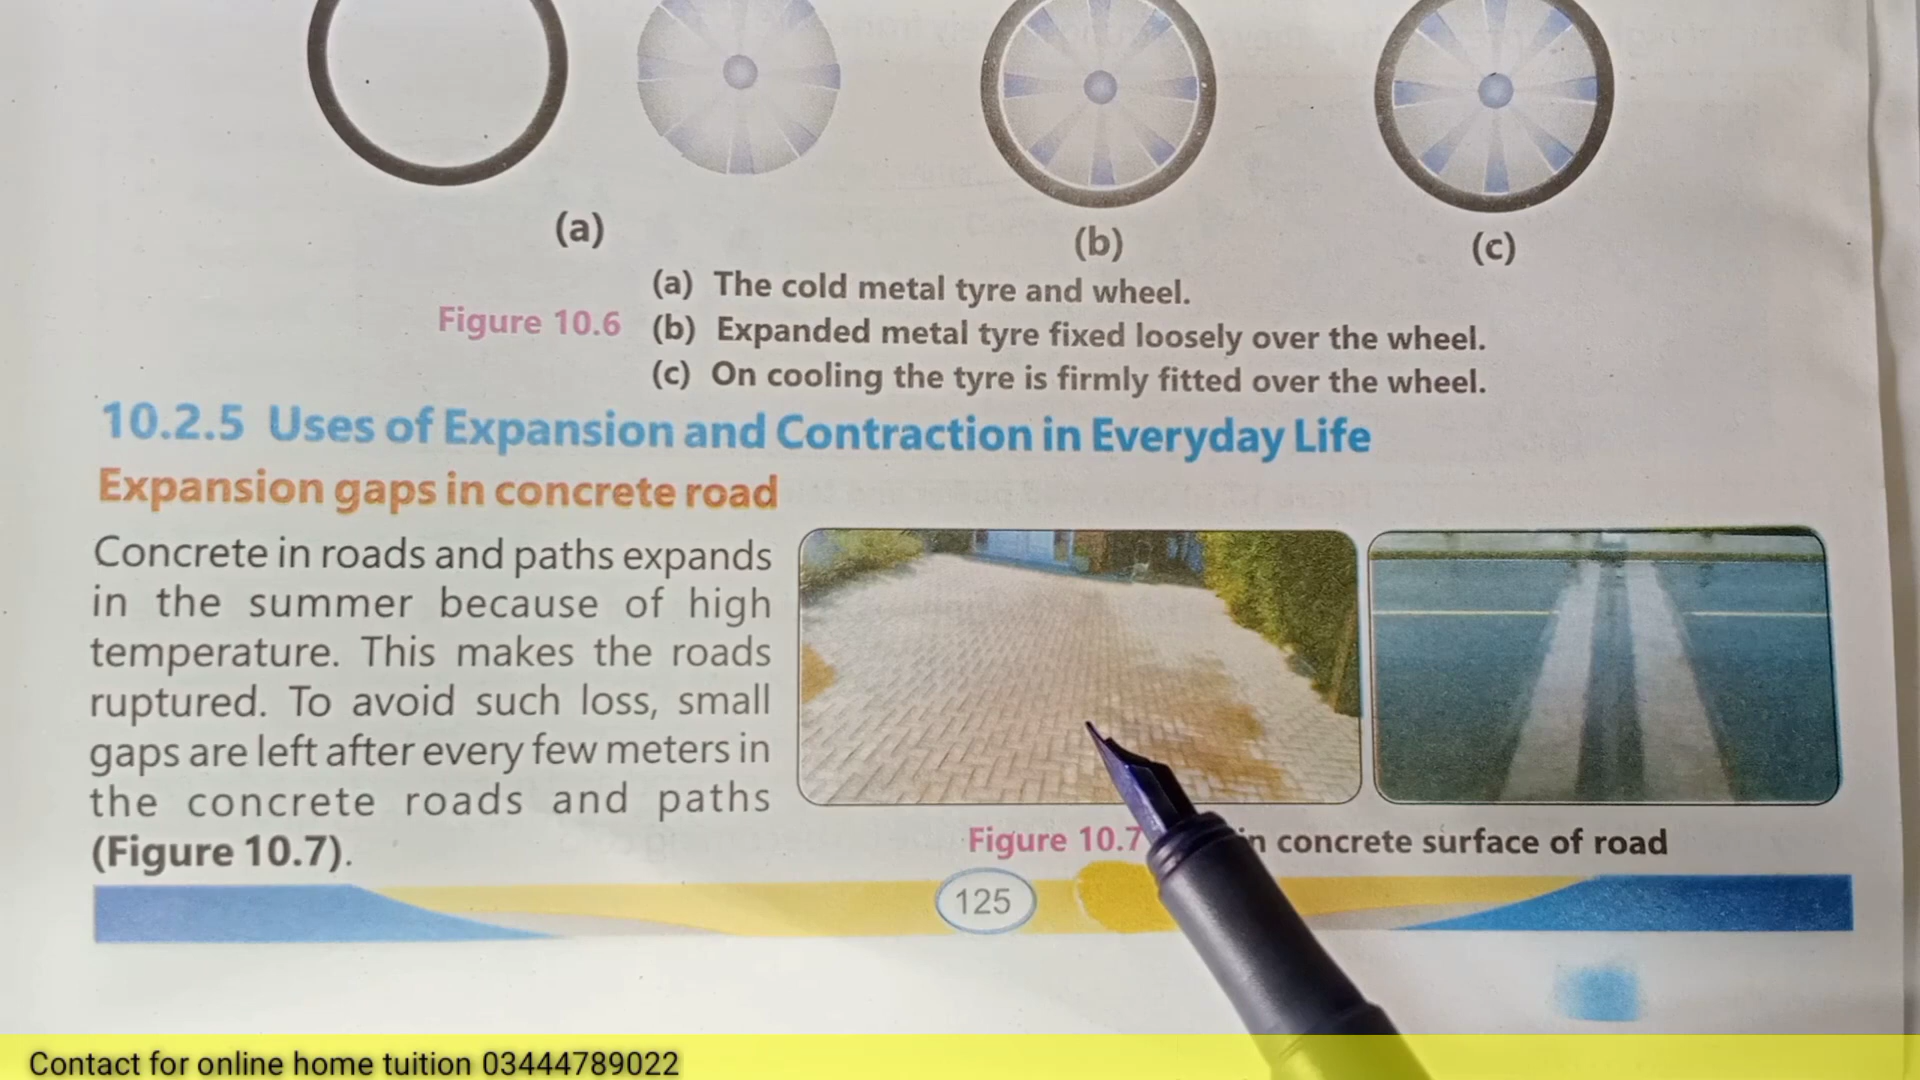 (a)
(b)
(c)
(a) The cold metal tyre and wheel.
Figure 10.6 (b) Expanded metal tyre fixed loosely over the wheel.
(c) On cooling the tyre is firmly fitted over the wheel.
10.2.5 Uses of Expansion and Contraction in Everyday Life
Expansion gaps in concrete road
Concrete in roads and paths expands
in the summer because of high
temperature. This makes the roads
ruptured. To avoid such loss, small
gaps are left after every few meters in
the concrete roads and paths
(Figure 10.7).
Figure 10.7 in concrete surface of road
125
Contact for online home tuition 03444789022